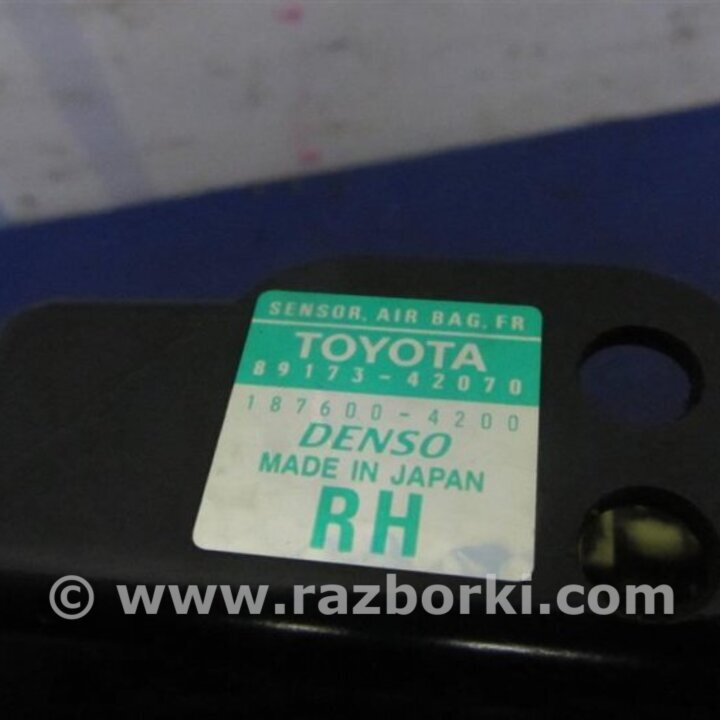 SENSOR, AIR BAG, FR
TOYOTA
89173-42070
187600-4200
DENSO
MADE IN JAPAN
RH
© www.razborki.com